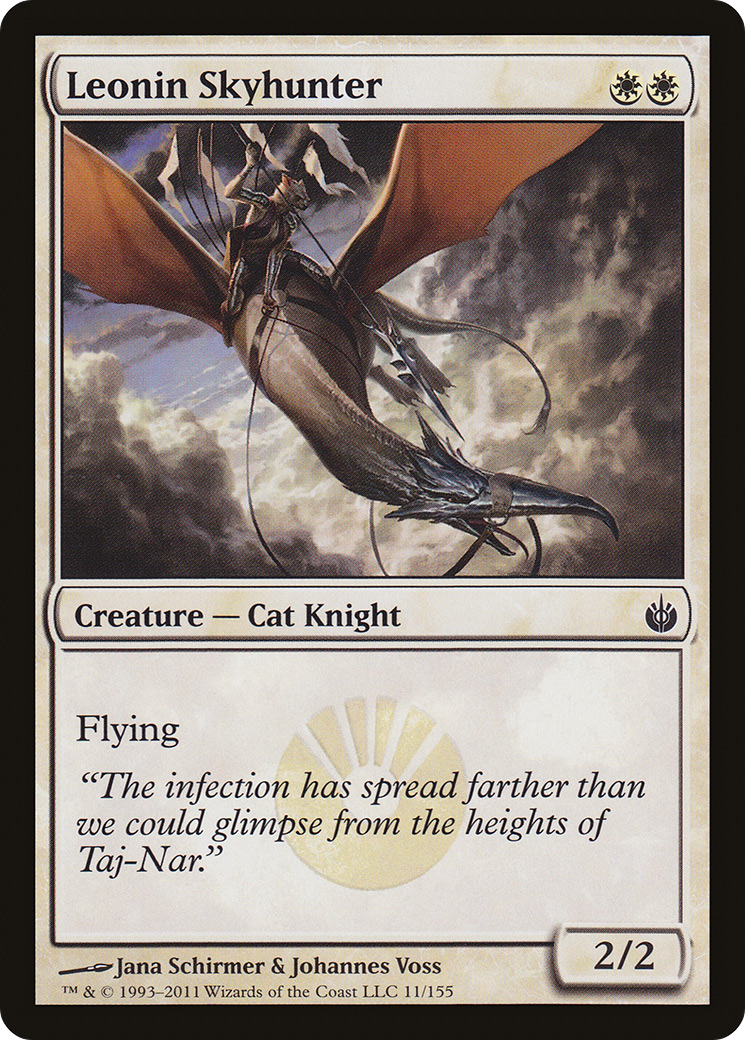 Leonin Skyhunter
Creature — Cat Knight
Flying
“The infection has spread farther than
we could glimpse from the heights of
Taj-Nar.”
2/2
Jana Schirmer & Johannes Voss
™ & © 1993–2011 Wizards of the Coast LLC 11/155